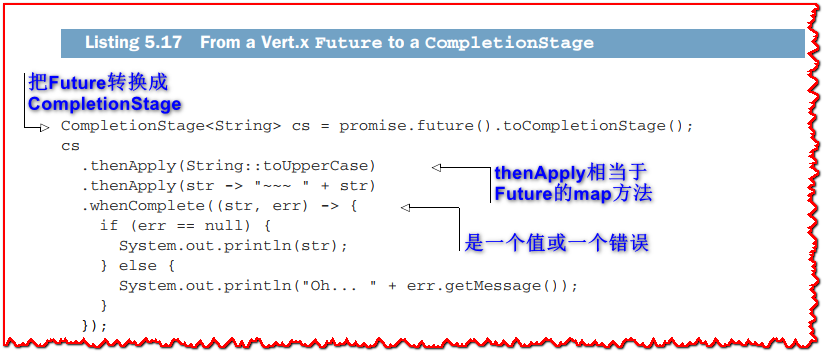 Listing 5.17 From a Vert.x Future to a CompletionStage
把Future转换成
CompletionStage
CompletionStage<String> cs = promise.future().toCompletionStage();
cs
.thenApply(String::toUpperCase)
thenApply相当于
Future的map方法
.thenApply(str -> "~~~ " + str)
.whenComplete((str, err) -> {
是一个值或一个错误
if (err == null) {
System.out.println(str);
} else {
System.out.println("Oh... " + err.getMessage());
}
});